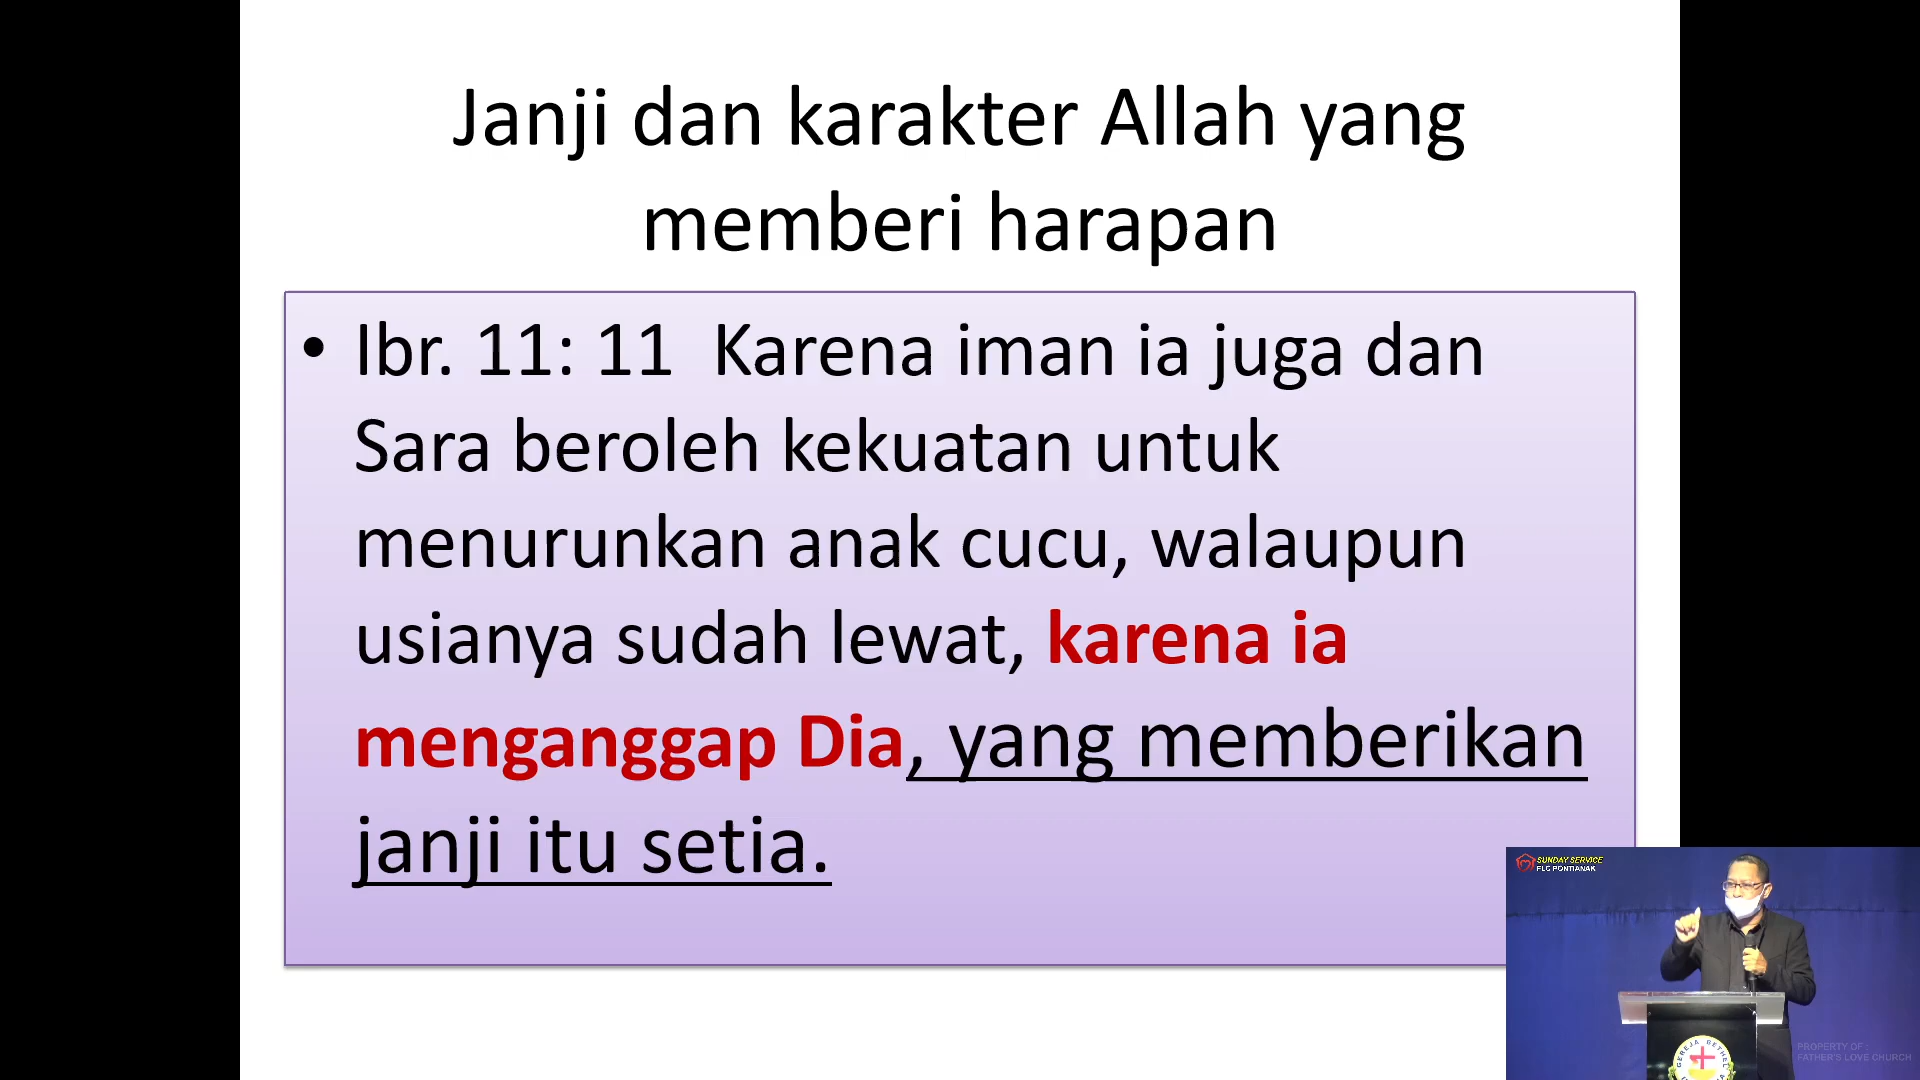 Janji dan karakter Allah yang
memberi harapan
• Ibr. 11: 11 Karena iman ia juga dan
Sara beroleh kekuatan untuk
menurunkan anak cucu, walaupun
usianya sudah lewat, karena ia
menganggap Dia, yang memberikan
janji itu setia.
SUNDAY SERVICE
FLC PONTIANAK
GEREJA BETHEL
PROPERTY OF :
FATHER'S LOVE CHURCH